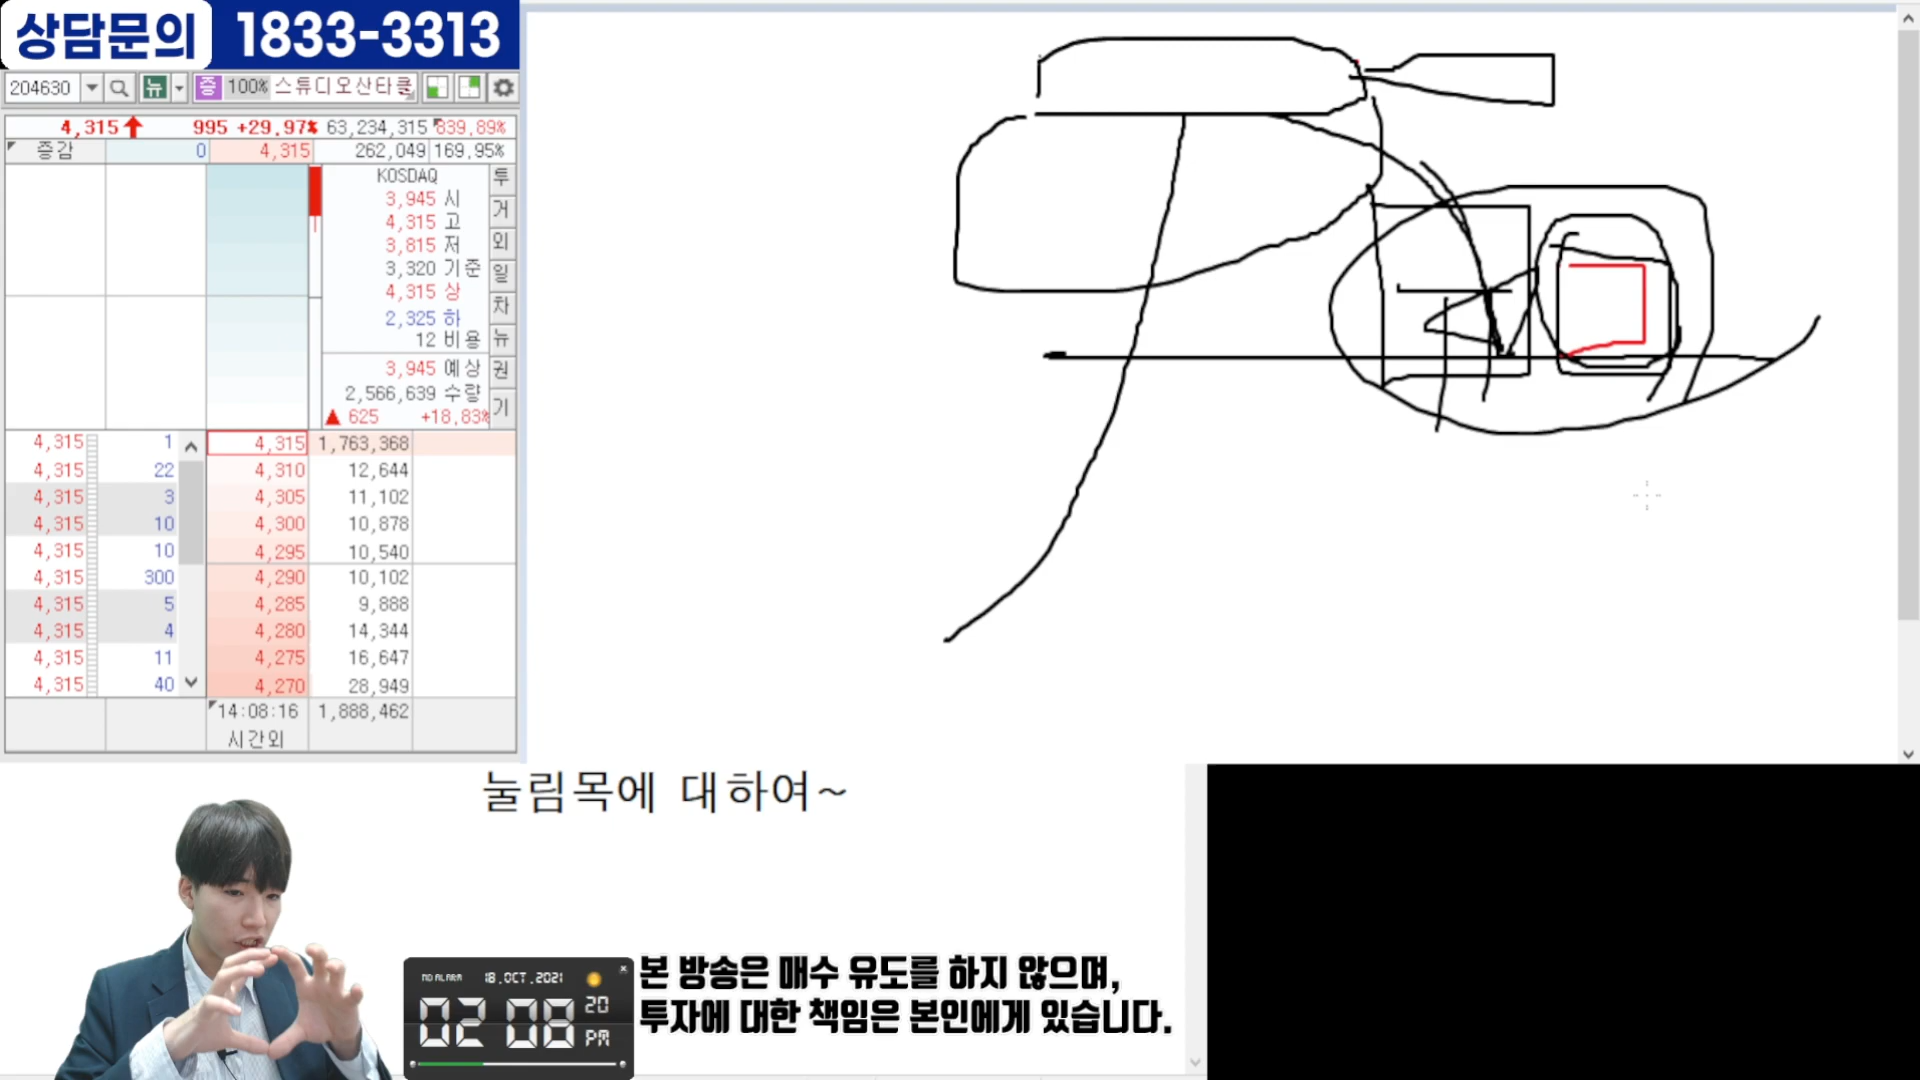 상담문의 1833-3313
204630 뉴 증 100% 스튜디오산타클
4,315 995 +29.97% 63,234,315 839.89%
증감 0 4,315 262,049 169.95%
KOSDAQ 투
3,945 시
4,315 고 거
3,815 저 외
3,320 기준 일
4,315 상 차
2,325 하
12 비용 뉴
3,945 예상 권
2,566,639 수량
▲ 625 +18.83% 기
4,315 1 4,315 1,763,368
4,315 22 4,310 12,644
4,315 3 4,305 11,102
4,315 10 4,300 10,878
4,315 10 4,295 10,540
4,315 300 4,290 10,102
4,315 5 4,285 9,888
4,315 4 4,280 14,344
4,315 11 4,275 16,647
4,315 40 4,270 28,949
14:08:16 1,888,462
시간외
눌림목에 대하여~
NO ALARM 18.OCT.2021
02 08 20 PM
본 방송은 매수 유도를 하지 않으며,
투자에 대한 책임은 본인에게 있습니다.